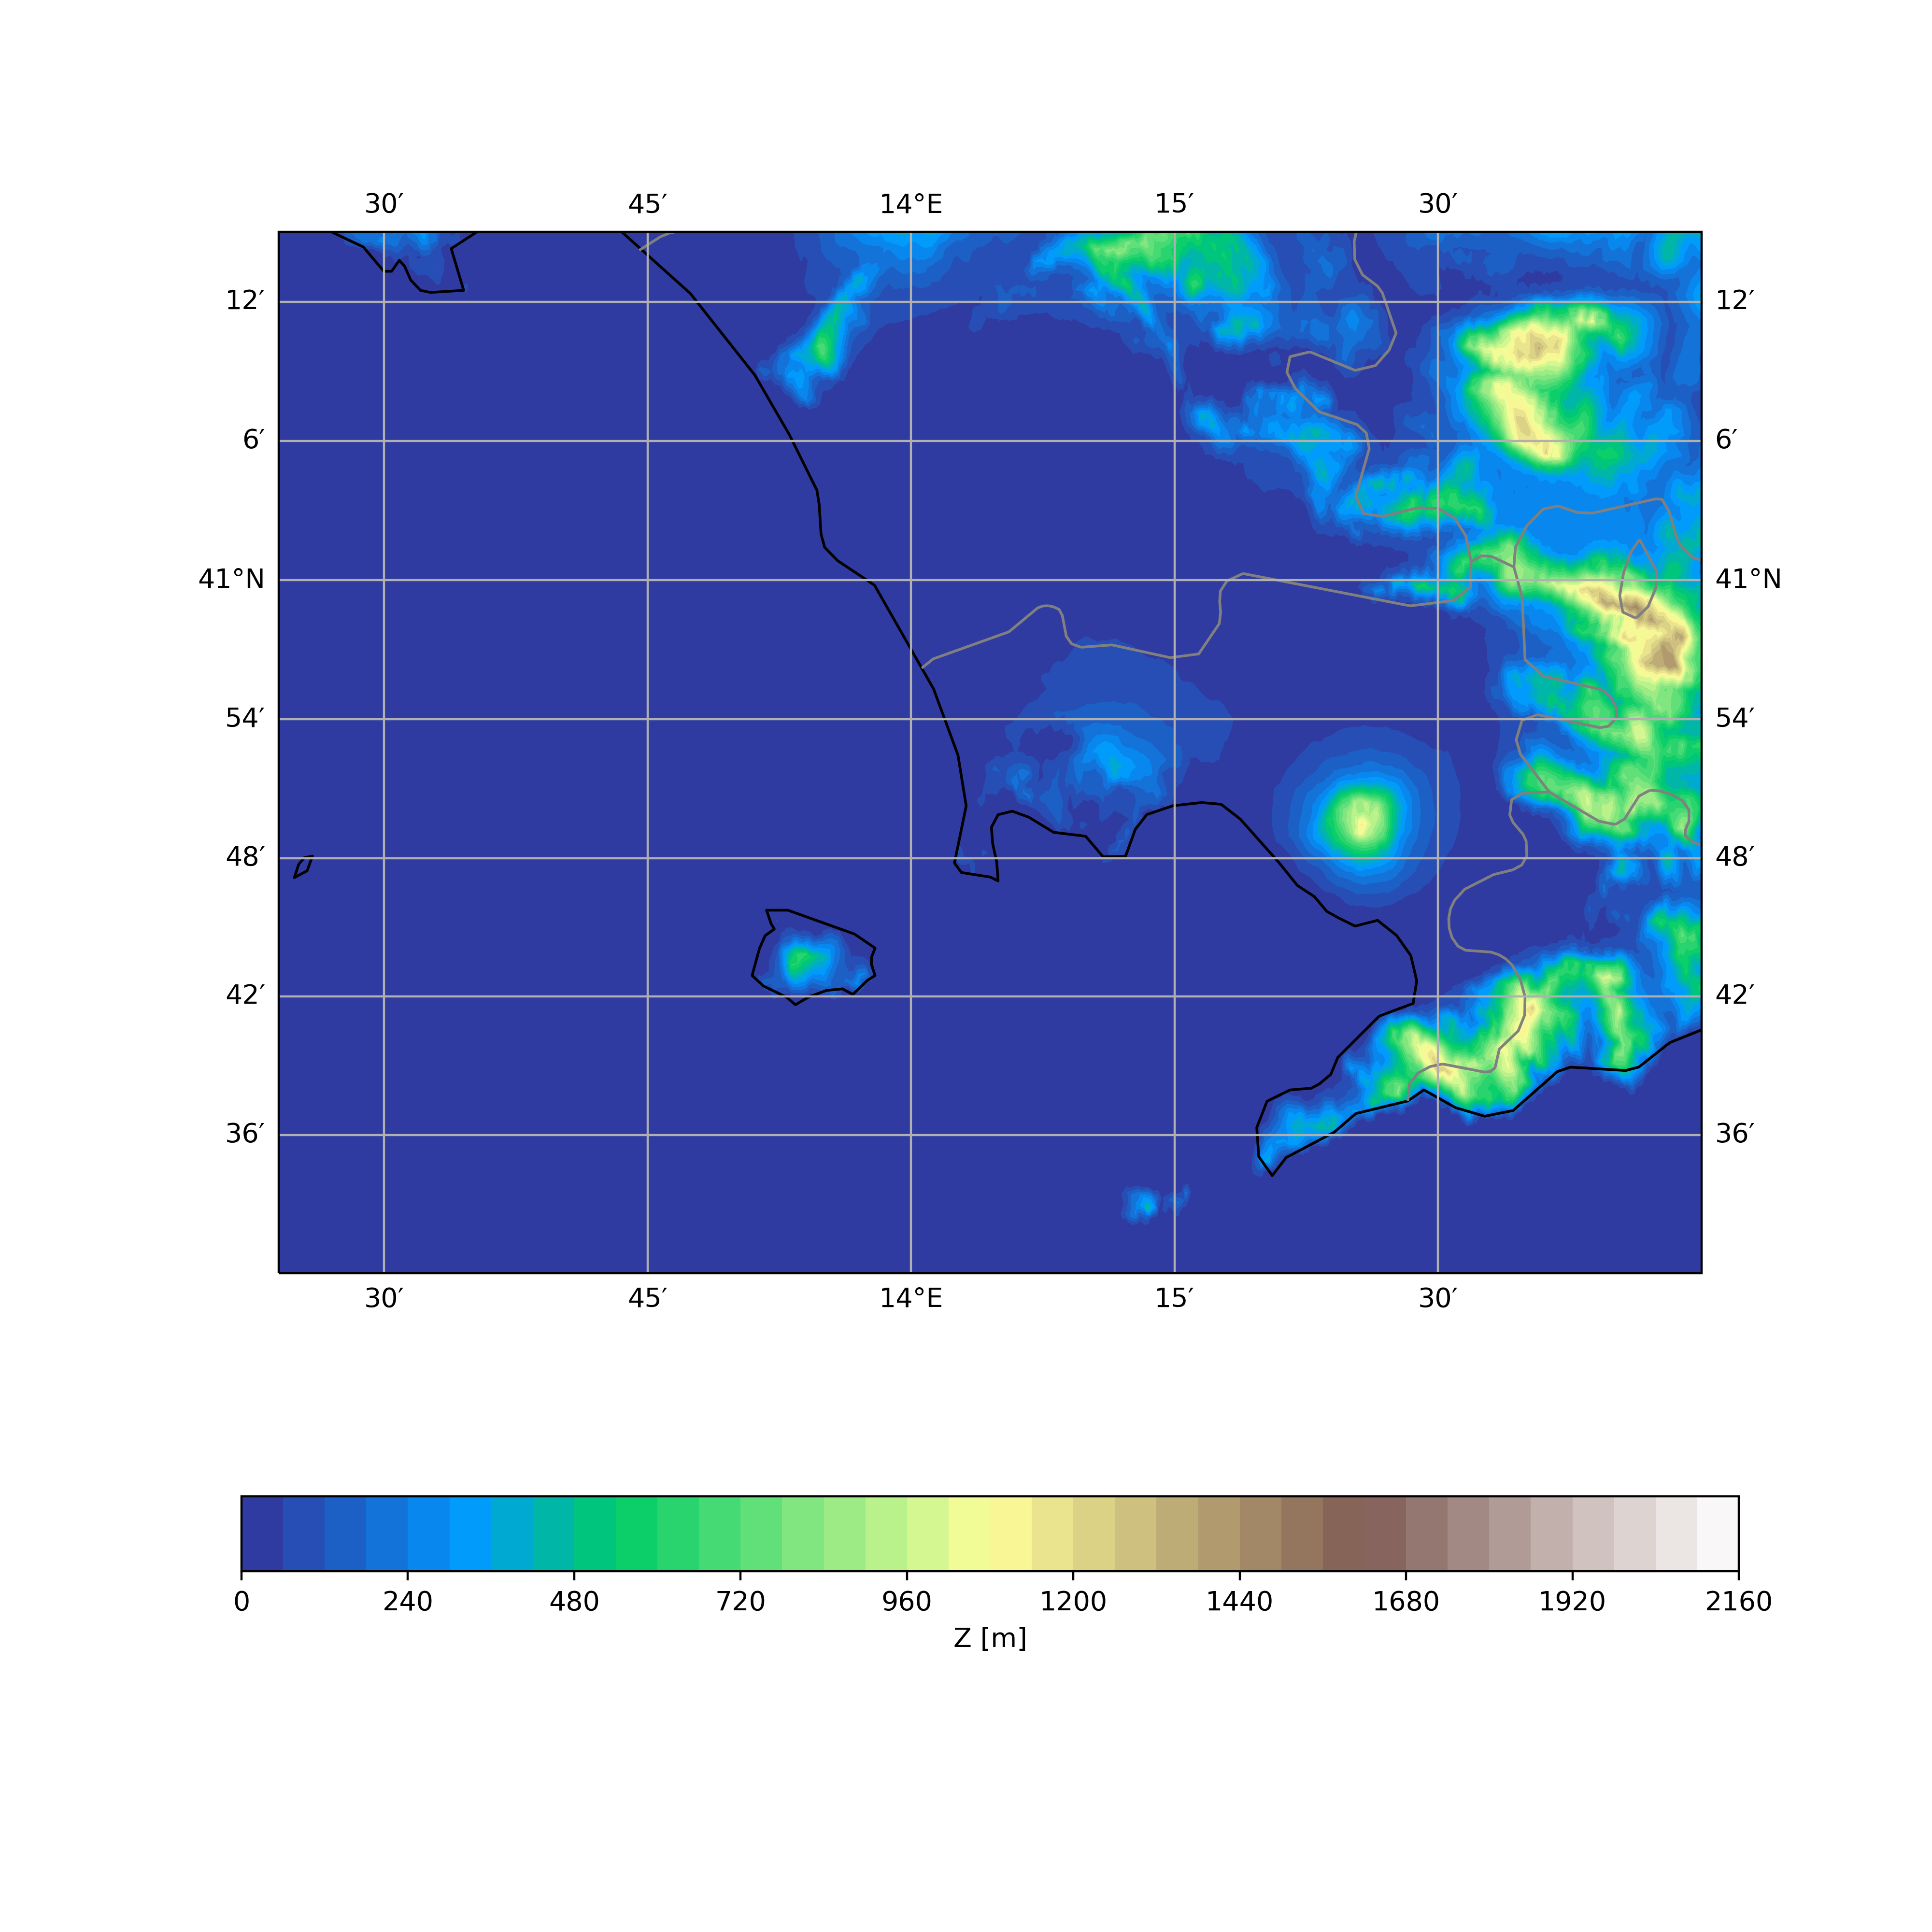 30′ 45′ 14°E 15′ 30′
12′ 12′
6′ 6′
41°N 41°N
54′ 54′
48′ 48′
42′ 42′
36′ 36′
30′ 45′ 14°E 15′ 30′
0 240 480 720 960 1200 1440 1680 1920 2160
Z [m]